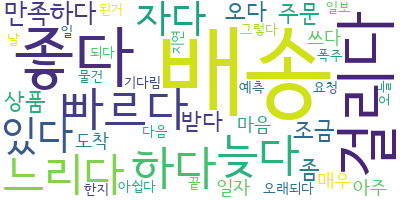 만족하다 된거 자다 오다 주문 일보
날 일 지연 그렇다 쓰다 폭주
좋다 되다 배송 걸리다
물건 기다림 예측 요청 오늘
상품 빠르다 받다 마음 조금
있다 도착 다음 좀
느리다 하다 늦다 매우
한지 아쉽다 끝 일자 오래되다 아주